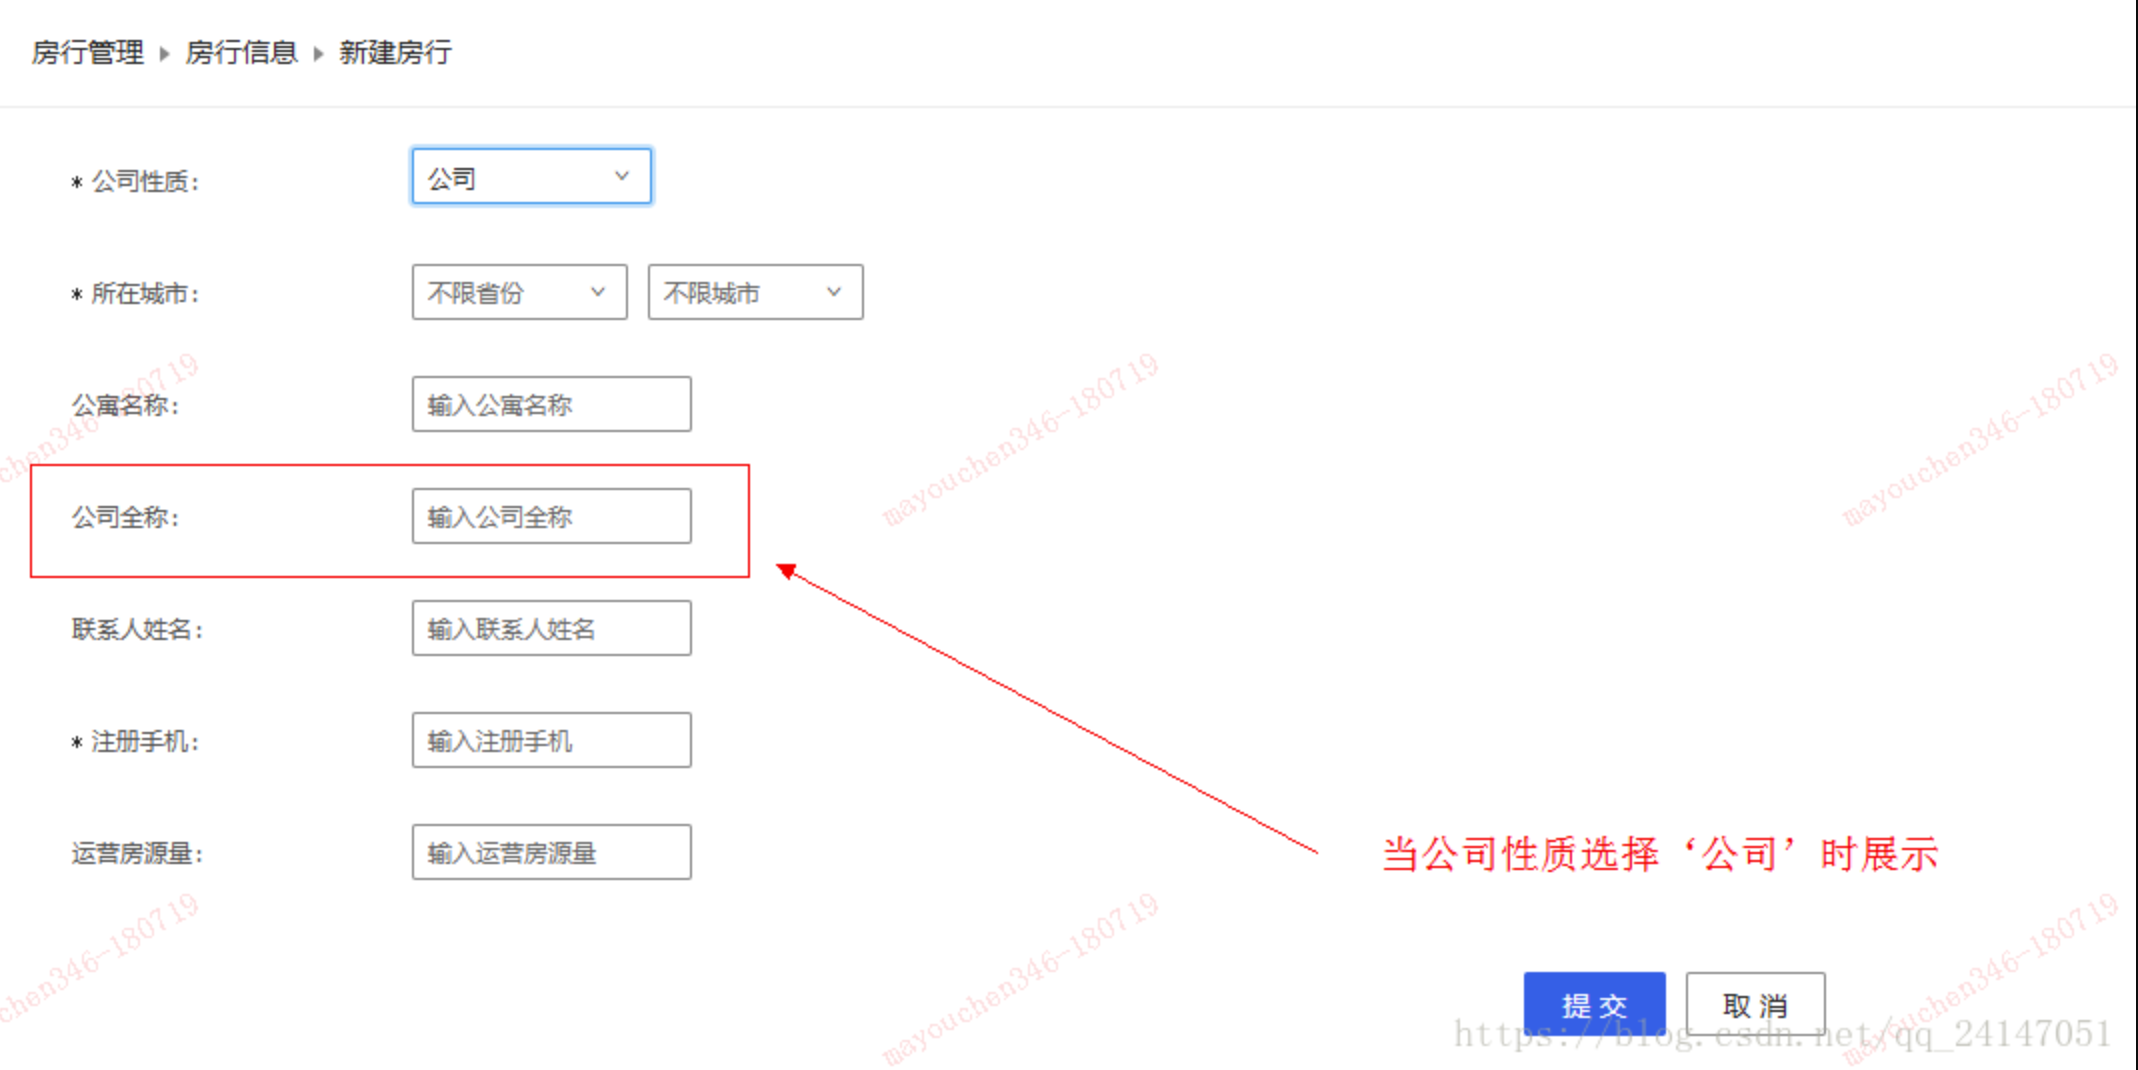 房行管理 ▸ 房行信息 ▸ 新建房行
* 公司性质: 公司
* 所在城市: 不限省份 不限城市
公寓名称: 输入公寓名称
公司全称: 输入公司全称
联系人姓名: 输入联系人姓名
* 注册手机: 输入注册手机
运营房源量: 输入运营房源量
当公司性质选择‘公司’时展示
提交 取消
https://blog.csdn.net/qq_24147051
chen346-180719
mayouchen346-180719
mayouchen346-180719
chen346-180719
mayouchen346-180719
mayouchen346-180719